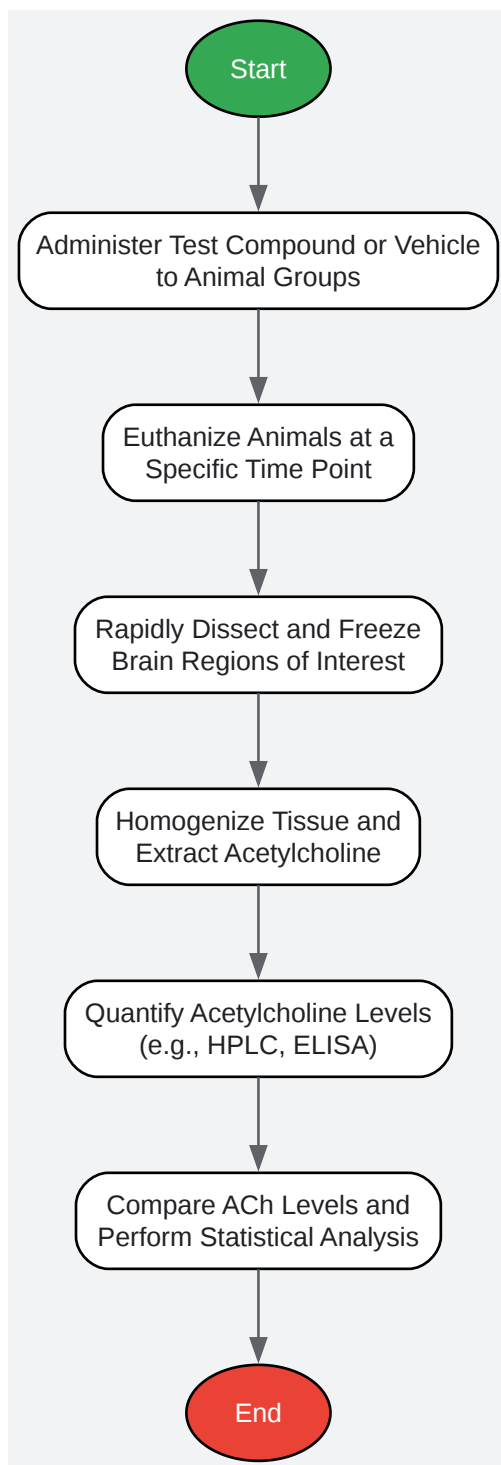 Start
Administer Test Compound or Vehicle
to Animal Groups
Euthanize Animals at a
Specific Time Point
Rapidly Dissect and Freeze
Brain Regions of Interest
Homogenize Tissue and
Extract Acetylcholine
Quantify Acetylcholine Levels
(e.g., HPLC, ELISA)
Compare ACh Levels and
Perform Statistical Analysis
End